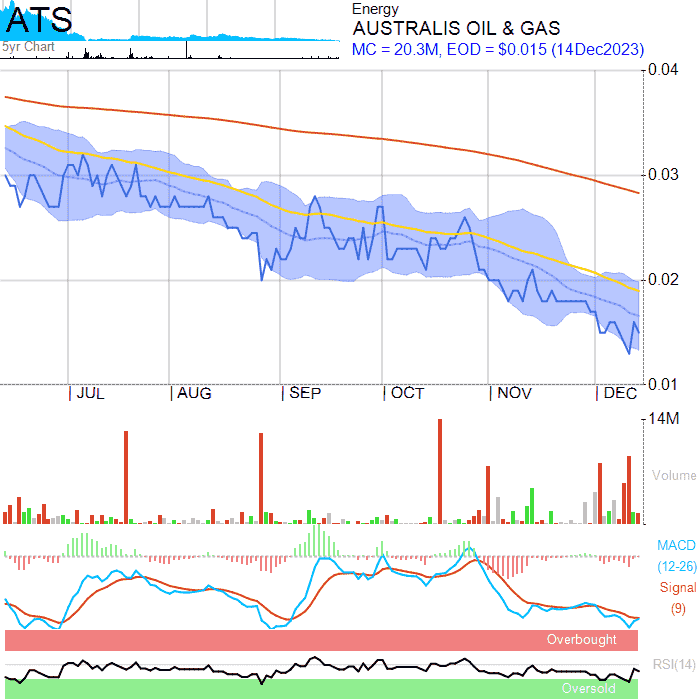 ATS
5yr Chart
Energy
AUSTRALIS OIL & GAS
MC = 20.3M, EOD = $0.015 (14Dec2023)
0.04
0.03
0.02
0.01
JUL AUG SEP OCT NOV DEC
14M
Volume
MACD
(12-26)
Signal
(9)
Overbought
RSI(14)
Oversold